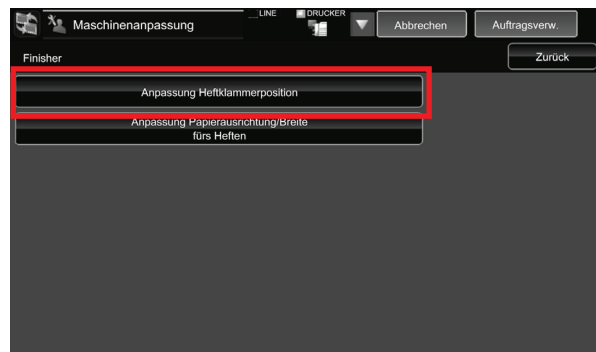 Maschinenanpassung
LINE
DRUCKER
Abbrechen
Auftragsverw.
Finisher
Zurück
Anpassung Heftklammerposition
Anpassung Papierausrichtung/Breite
fürs Heften